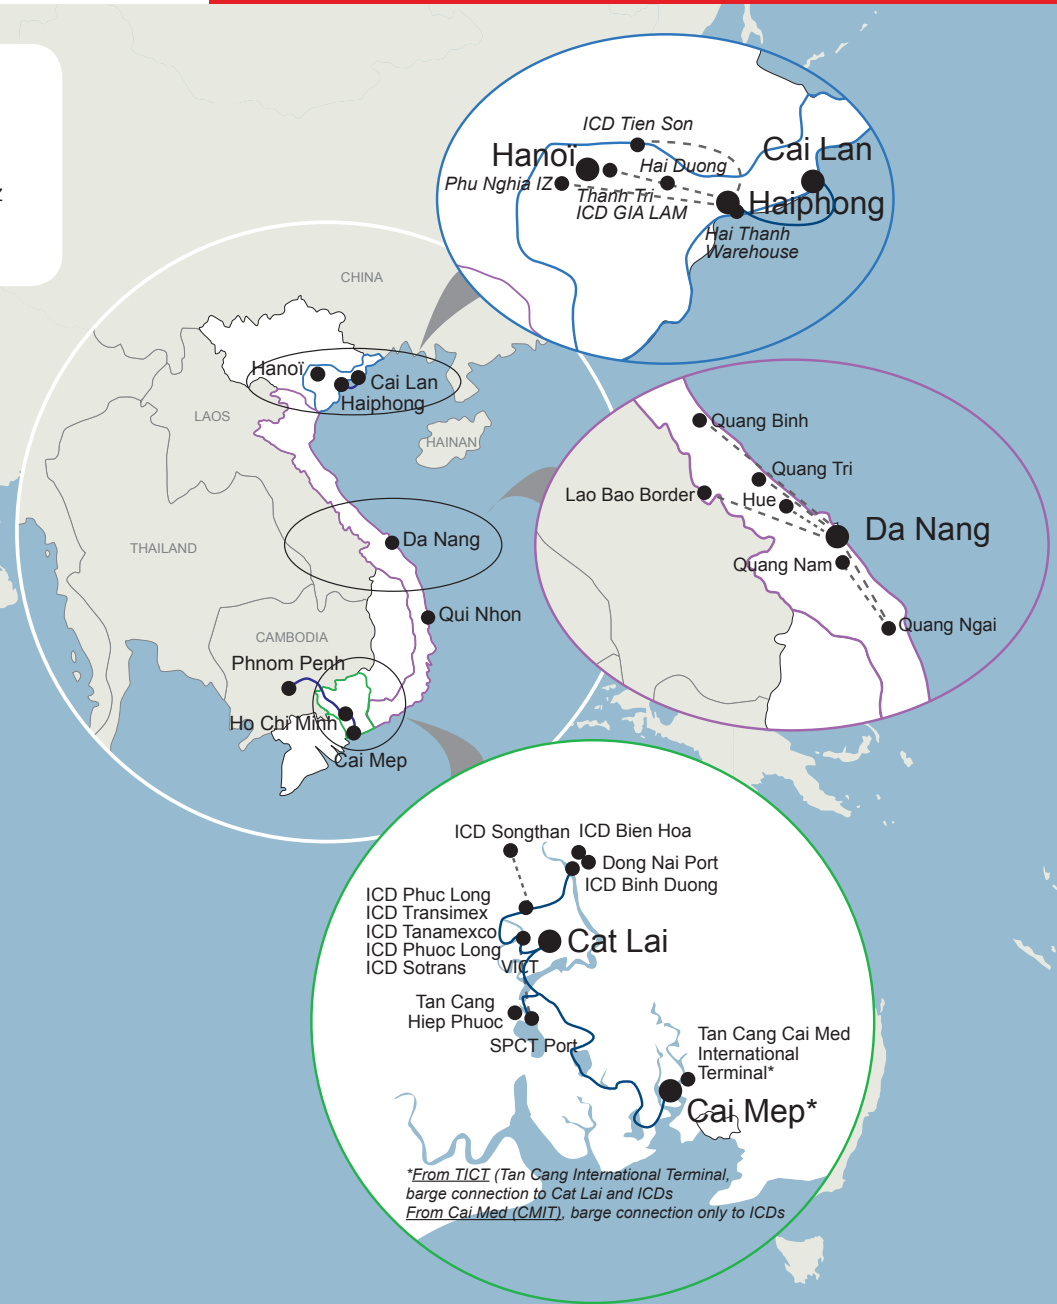 z
ICD Tien Son
Hanoï
Cai Lan
Hai Duong
Phu Nghia IZ
Thanh Tri
ICD GIA LAM
Haiphong
Hai Thanh
Warehouse
CHINA
Hanoï
Cai Lan
Haiphong
LAOS
HAINAN
Quang Binh
Quang Tri
Lao Bao Border
Hue
Da Nang
Quang Nam
Quang Ngai
THAILAND
Da Nang
Qui Nhon
CAMBODIA
Phnom Penh
Ho Chi Minh
Cai Mep
ICD Songthan
ICD Bien Hoa
Dong Nai Port
ICD Binh Duong
ICD Phuc Long
ICD Transimex
ICD Tanamexco
ICD Phuoc Long
ICD Sotrans
Cat Lai
VICT
Tan Cang
Hiep Phuoc
SPCT Port
Tan Cang Cai Med
International
Terminal*
Cai Mep*
*From TICT (Tan Cang International Terminal,
barge connection to Cat Lai and ICDs
From Cai Med (CMIT), barge connection only to ICDs